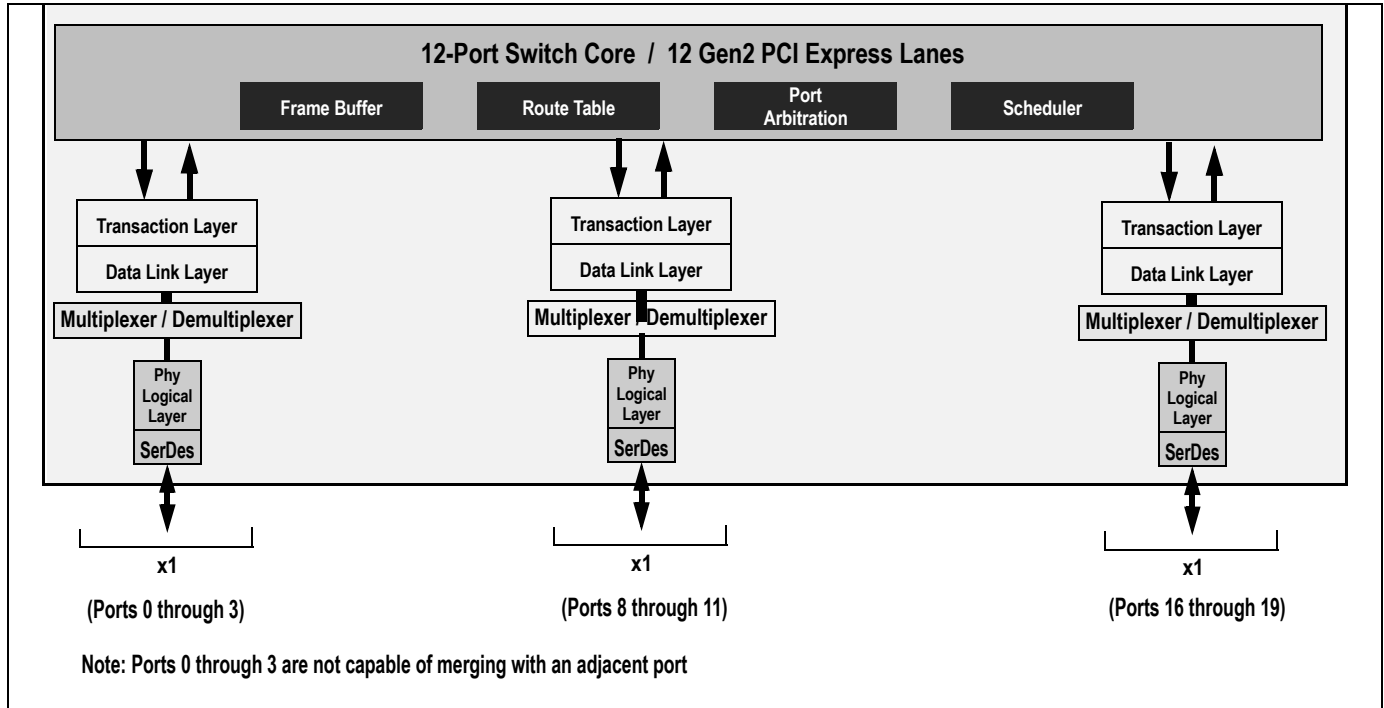 12-Port Switch Core / 12 Gen2 PCI Express Lanes
Frame Buffer
Route Table
Port
Arbitration
Scheduler
Transaction Layer
Data Link Layer
Multiplexer / Demultiplexer
Phy
Logical
Layer
SerDes
x1
(Ports 0 through 3)
Transaction Layer
Data Link Layer
Multiplexer / Demultiplexer
Phy
Logical
Layer
SerDes
x1
(Ports 8 through 11)
Transaction Layer
Data Link Layer
Multiplexer / Demultiplexer
Phy
Logical
Layer
SerDes
x1
(Ports 16 through 19)
Note: Ports 0 through 3 are not capable of merging with an adjacent port